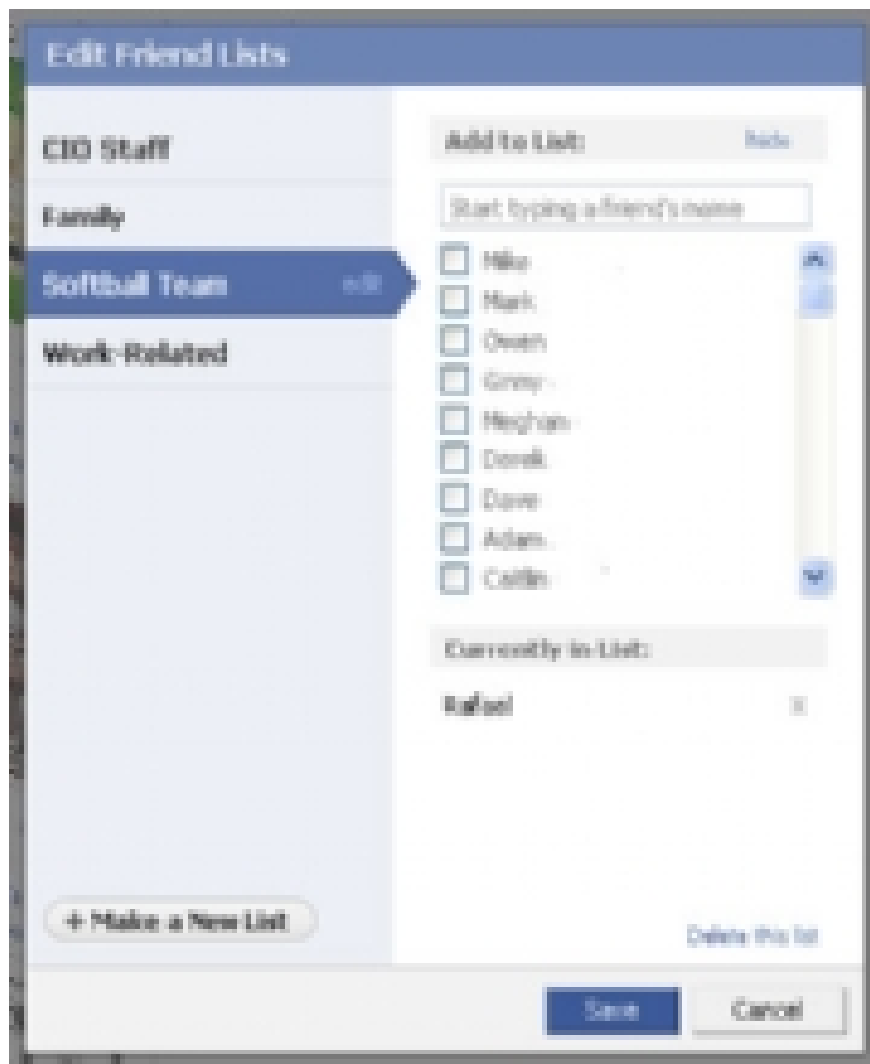 Edit Friend Lists
CIO Staff
Family
Softball Team edit
Work-Related
+ Make a New List
Add to List: hide
Start typing a friend's name
Mike
Mark
Owen
Ginny
Meghan
Derek
Dave
Adam
Caitlin
Currently in List:
Rafael x
Delete this list
Save Cancel